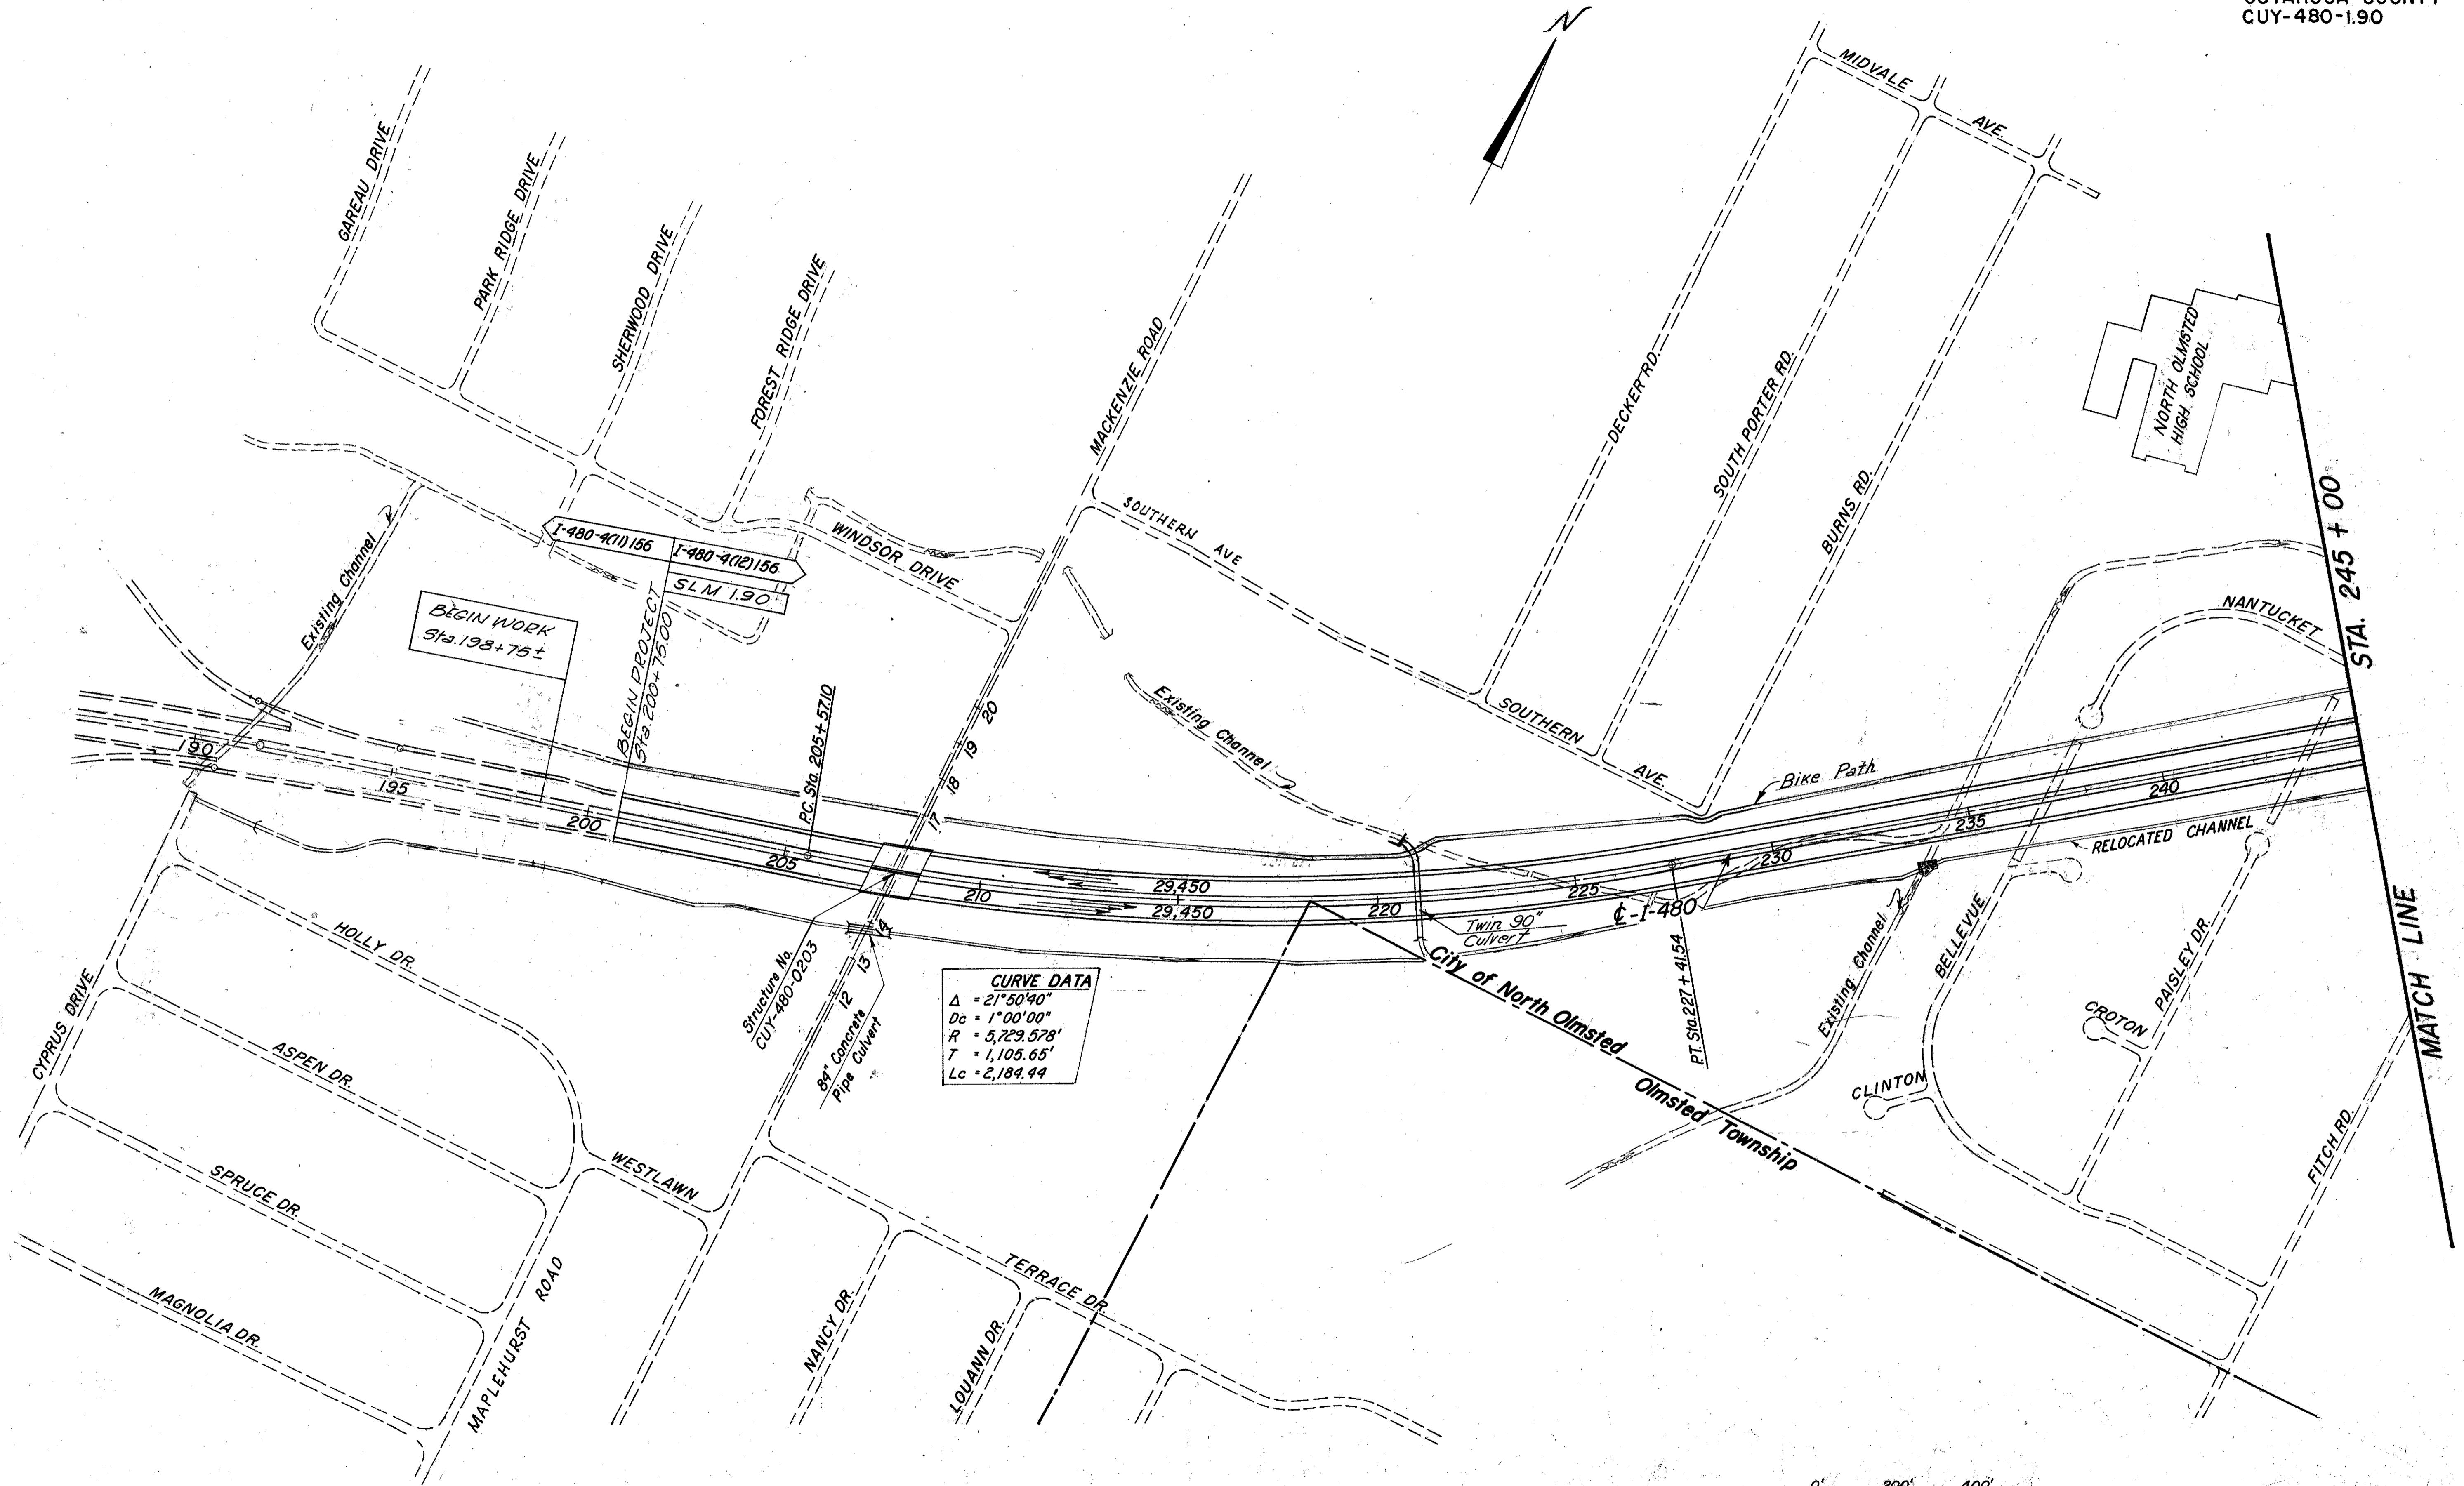 CUY-480-1.90
N
MIDVALE
AVE.
GAREAU DRIVE
PARK RIDGE DRIVE
SHERWOOD DRIVE
FOREST RIDGE DRIVE
MACKENZIE ROAD
DECKER RD.
SOUTH PORTER RD.
BURNS RD.
NORTH OLMSTED
HIGH SCHOOL
SOUTHERN AVE
WINDSOR DRIVE
I-480-4(11)156
I-480-4(12)156
SLM 1.90
Existing Channel
BEGIN WORK
Sta.198+75±
BEGIN PROJECT
Sta.200+75.00
P.C. Sta. 205+57.10
STA. 245 + 00
NANTUCKET
Existing Channel
SOUTHERN
AVE.
Bike Path
20
19
18
17
14
13
12
190
195
200
205
210
29,450
29,450
220
225
230
235
240
RELOCATED CHANNEL
℄-I-480
Twin 90"
Culvert
City of North Olmsted
Olmsted Township
P.T. Sta.227+41.54
Existing Channel
BELLEVUE
PAISLEY DR.
CROTON
CLINTON
FITCH RD.
MATCH LINE
Structure No.
CUY-480-0203
84" Concrete
Pipe Culvert
CURVE DATA
Δ = 21°50'40"
Dc = 1°00'00"
R = 5,729.578'
T = 1,105.65'
Lc = 2,184.44
HOLLY DR.
CYPRUS DRIVE
ASPEN DR.
SPRUCE DR.
WESTLAWN
MAGNOLIA DR.
MAPLEHURST ROAD
NANCY DR.
LOUANN DR.
TERRACE DR.